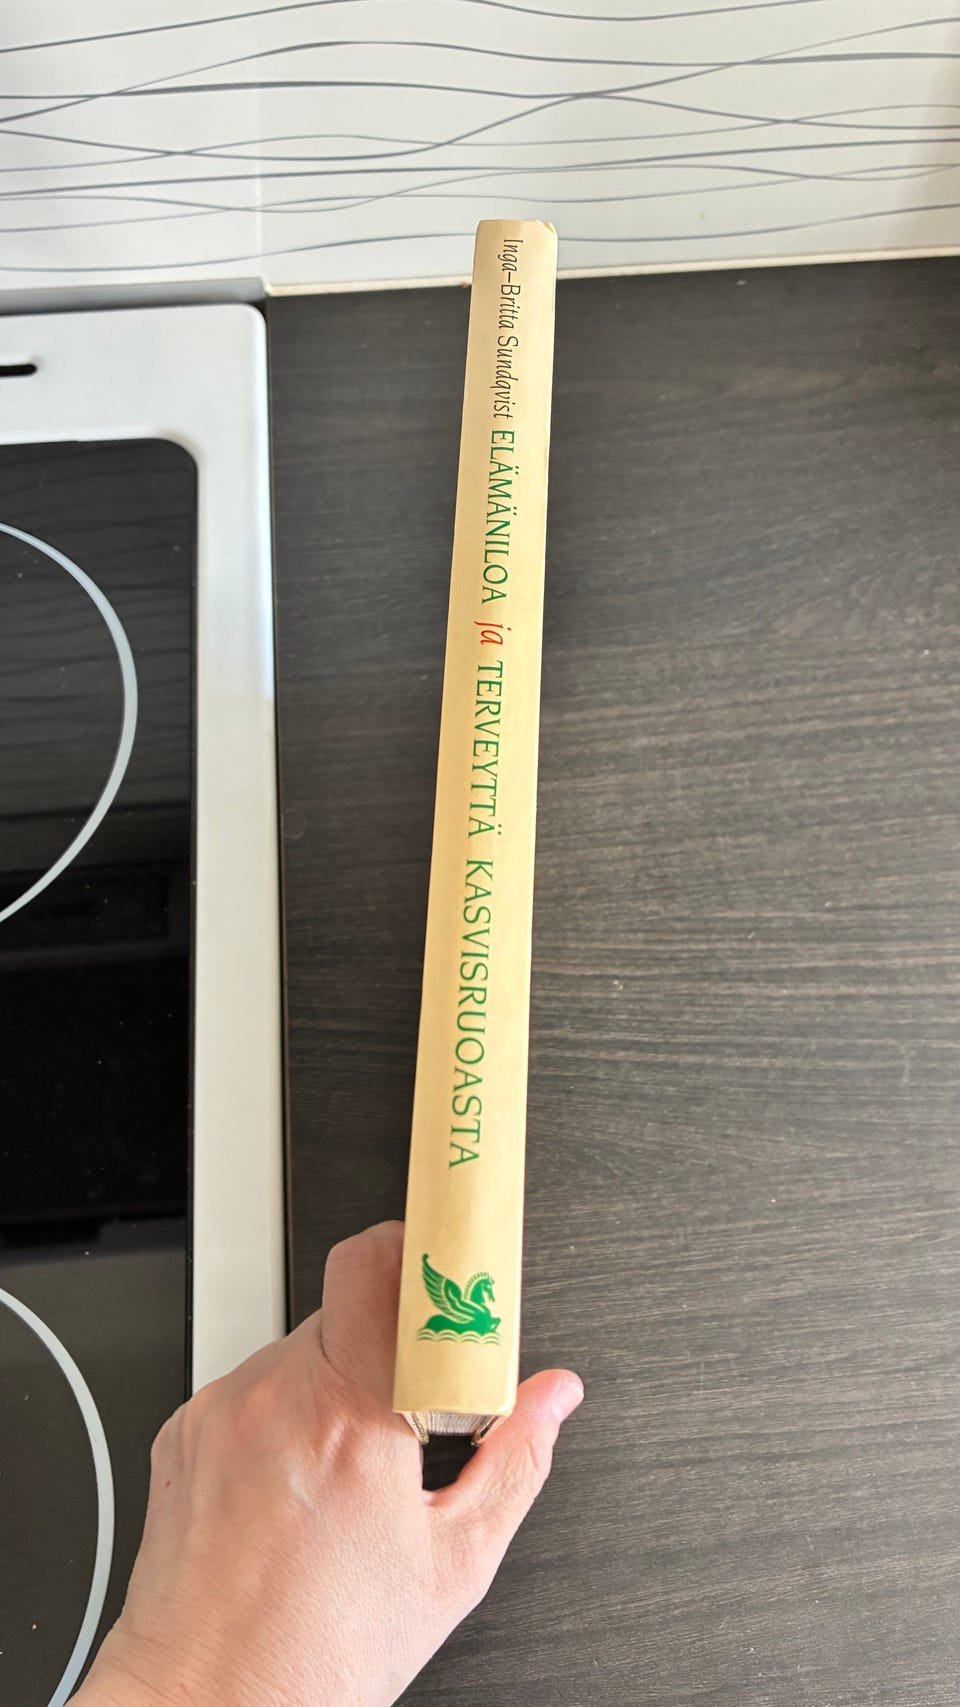 Inga-Britta Sundqvist ELÄMÄNILOA ja TERVEYTTÄ KASVISRUOASTA